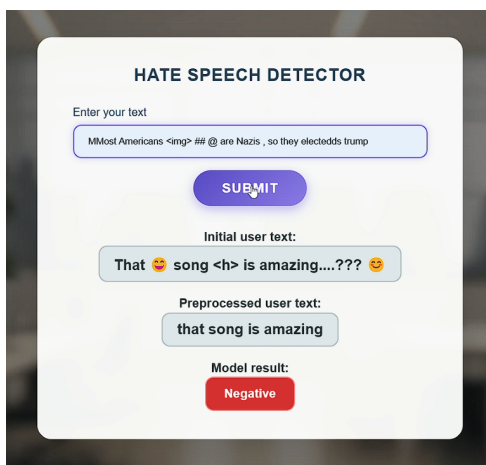 HATE SPEECH DETECTOR
Enter your text
MMost Americans <img> ## @ are Nazis , so they electedds trump
SUBMIT
Initial user text:
That 😄 song <h> is amazing....??? 😊
Preprocessed user text:
that song is amazing
Model result:
Negative